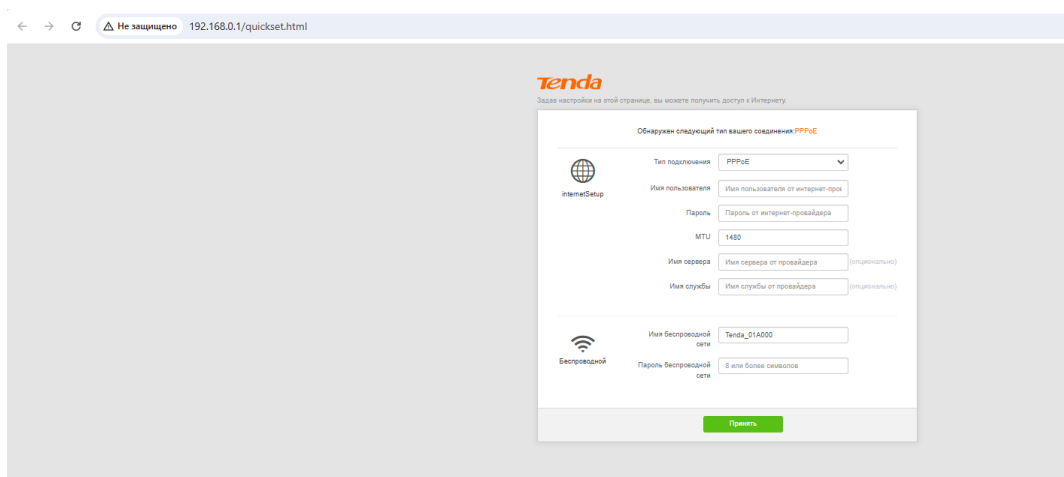 Не защищено 192.168.0.1/quickset.html
Tenda
Задав настройки на этой странице, вы можете получить доступ к Интернету.
Обнаружен следующий тип вашего соединения:PPPoE
internetSetup
Тип подключения PPPoE
Имя пользователя Имя пользователя от интернет-пров
Пароль Пароль от интернет-провайдера
MTU 1480
Имя сервера Имя сервера от провайдера (опционально)
Имя службы Имя службы от провайдера (опционально)
Беспроводной
Имя беспроводной Tenda_01A000
сети
Пароль беспроводной 8 или более символов
сети
Принять